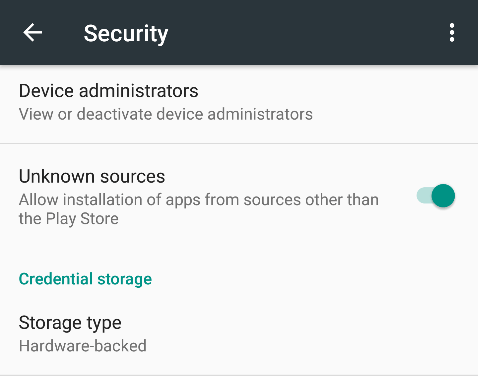 Security
Device administrators
View or deactivate device administrators
Unknown sources
Allow installation of apps from sources other than
the Play Store
Credential storage
Storage type
Hardware-backed